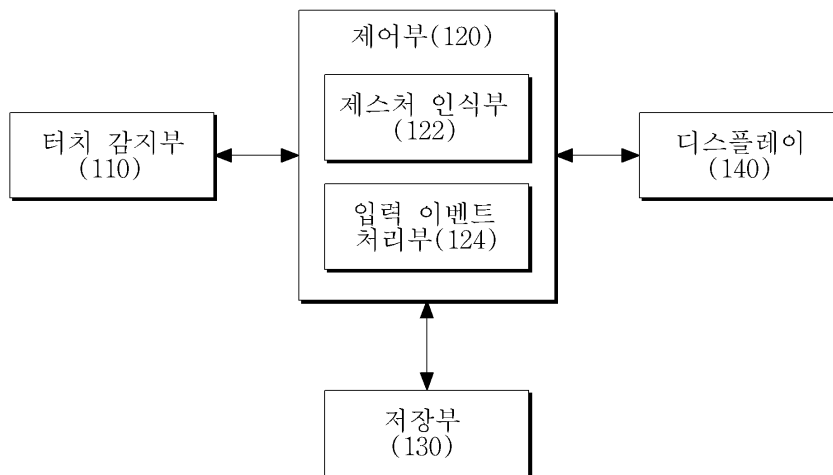 제어부(120)
제스처 인식부
(122)
터치 감지부
(110)
디스플레이
(140)
입력 이벤트
처리부(124)
저장부
(130)